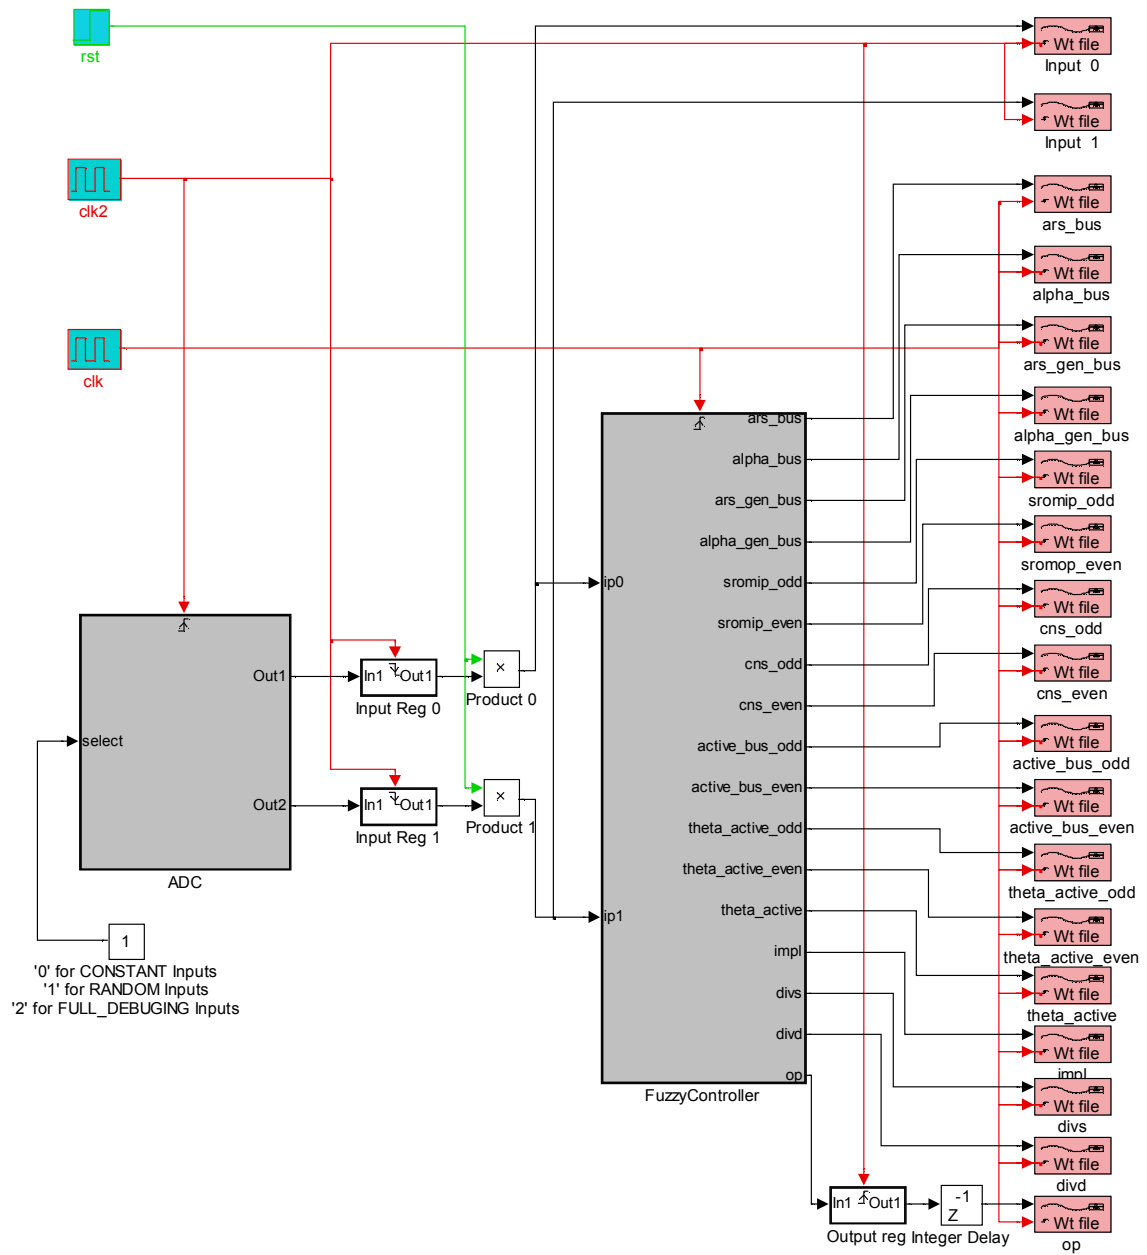 rst
Wt file
Input 0
Wt file
Input 1
clk2
Wt file
ars_bus
Wt file
alpha_bus
clk
Wt file
ars_gen_bus
Wt file
alpha_gen_bus
Wt file
sromip_odd
Wt file
sromop_even
Wt file
cns_odd
Wt file
cns_even
Wt file
active_bus_odd
Wt file
active_bus_even
Wt file
theta_active_odd
Wt file
theta_active_even
Wt file
theta_active
Wt file
impl
Wt file
divs
Wt file
divd
Wt file
op
ars_bus
alpha_bus
ars_gen_bus
alpha_gen_bus
ip0
sromip_odd
sromip_even
cns_odd
cns_even
active_bus_odd
active_bus_even
theta_active_odd
theta_active_even
ip1
theta_active
impl
divs
divd
op
FuzzyController
Out1
select
Out2
ADC
In1 Out1
Input Reg 0
×
Product 0
In1 Out1
Input Reg 1
×
Product 1
1
'0' for CONSTANT Inputs
'1' for RANDOM Inputs
'2' for FULL_DEBUGING Inputs
In1 Out1
Output reg
-1
Z
Integer Delay